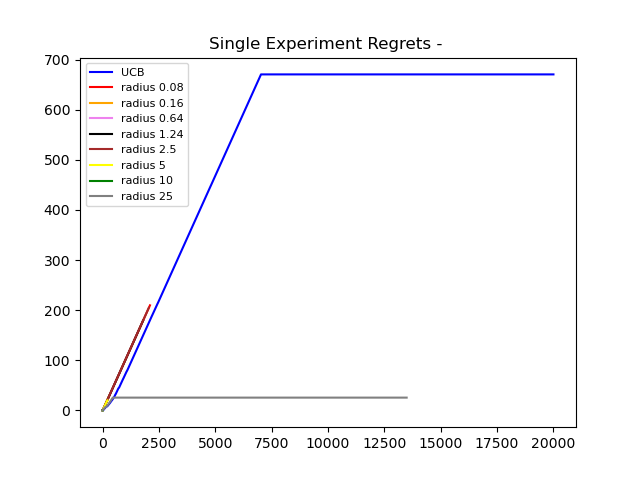 Single Experiment Regrets -
700
600
500
400
300
200
100
0
UCB
radius 0.08
radius 0.16
radius 0.64
radius 1.24
radius 2.5
radius 5
radius 10
radius 25
0 2500 5000 7500 10000 12500 15000 17500 20000